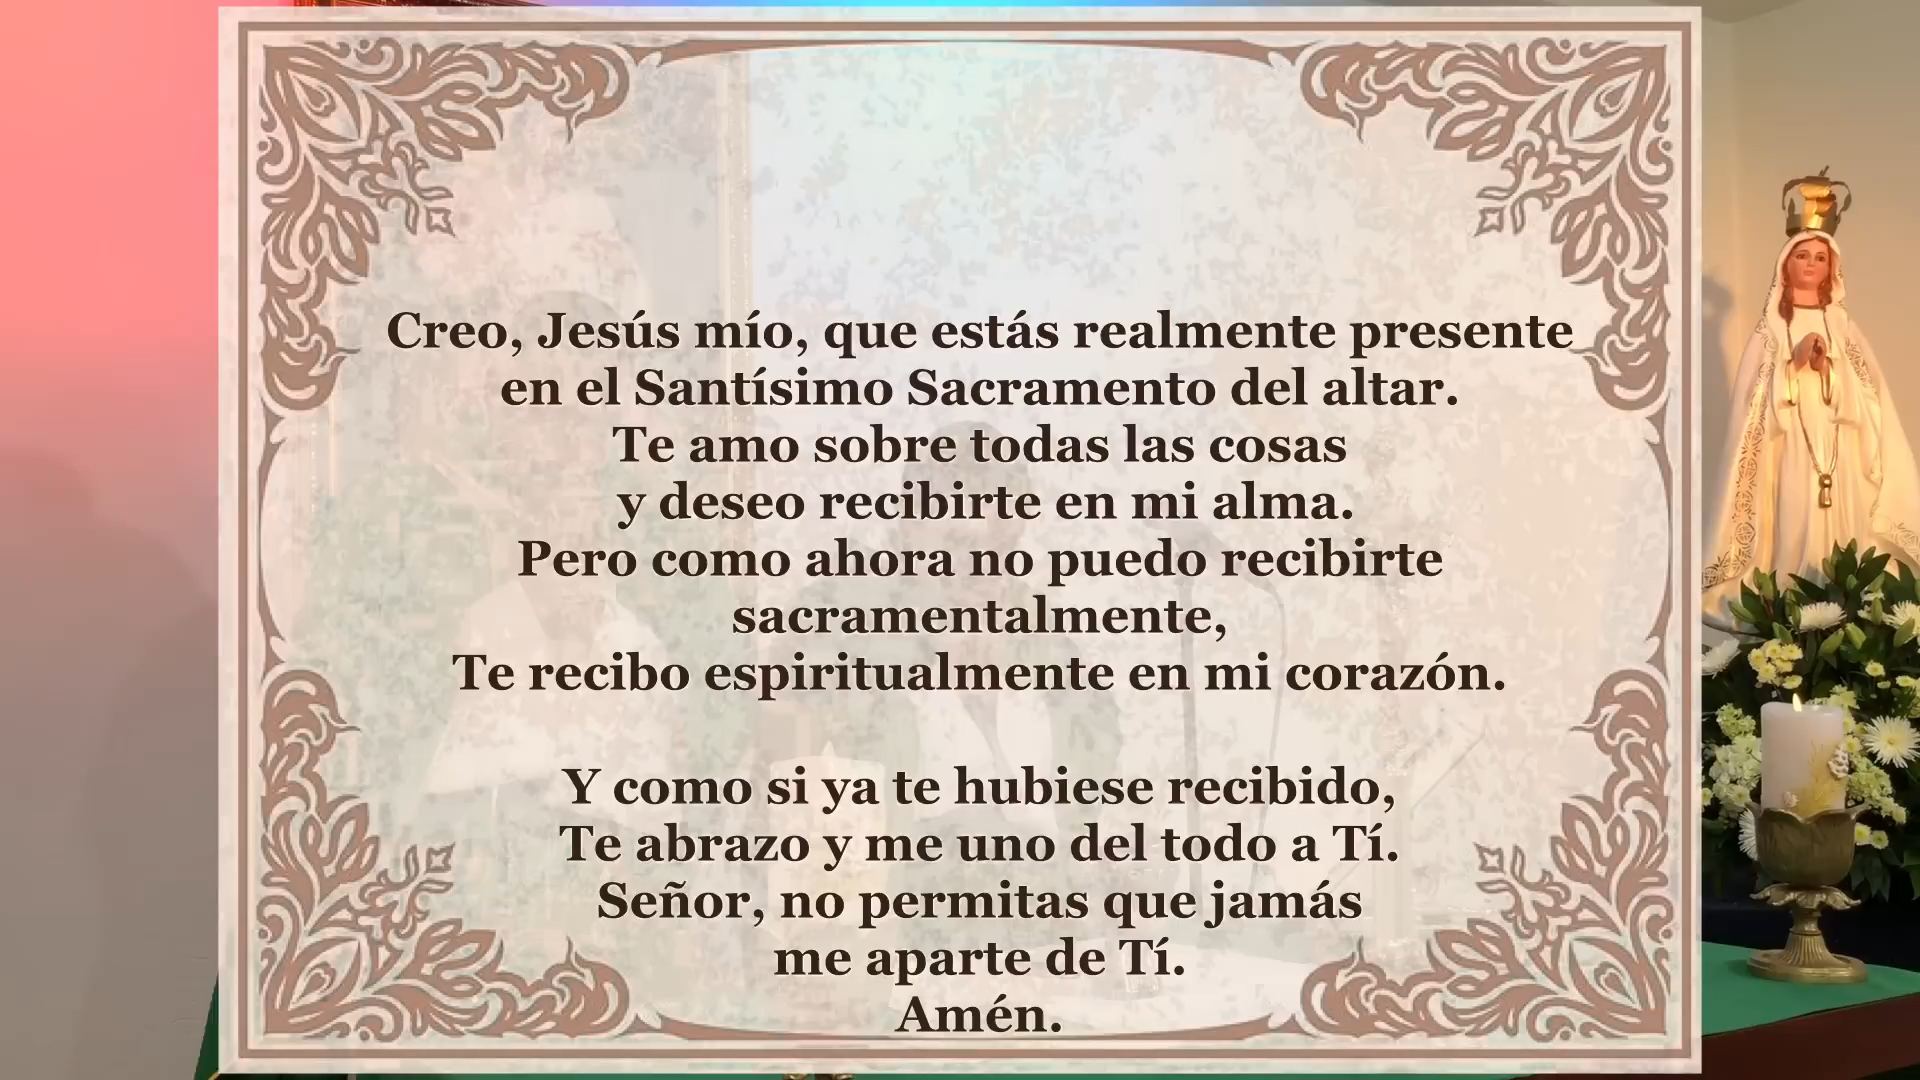 Creo, Jesús mío, que estás realmente presente
en el Santísimo Sacramento del altar.
Te amo sobre todas las cosas
y deseo recibirte en mi alma.
Pero como ahora no puedo recibirte
sacramentalmente,
Te recibo espiritualmente en mi corazón.
Y como si ya te hubiese recibido,
Te abrazo y me uno del todo a Tí.
Señor, no permitas que jamás
me aparte de Tí.
Amén.